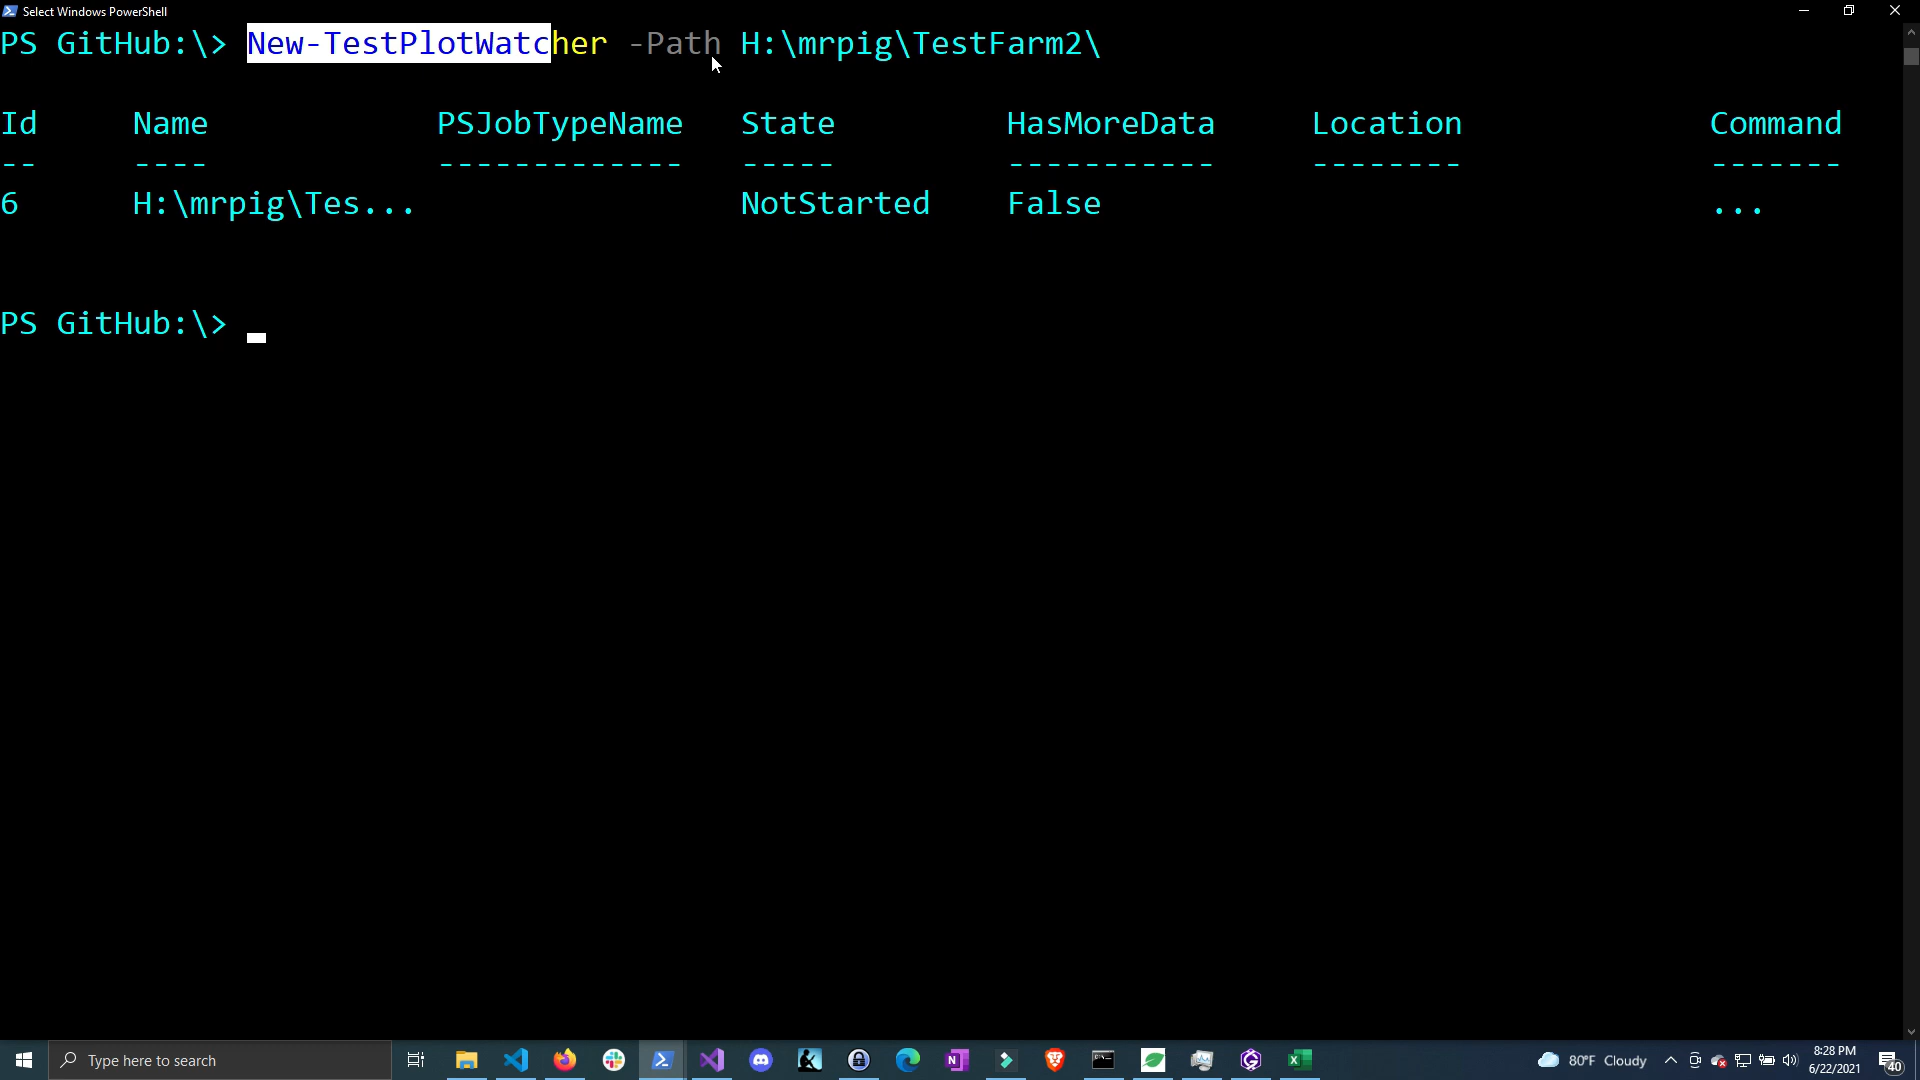 Select Windows PowerShell
PS GitHub:\> New-TestPlotWatcher -Path H:\mrpig\TestFarm2\
Id Name PSJobTypeName State HasMoreData Location Command
-- ---- ------------- ----- ----------- -------- -------
6 H:\mrpig\Tes... NotStarted False ...
PS GitHub:\>
Type here to search
80°F Cloudy
8:28 PM
6/22/2021
40